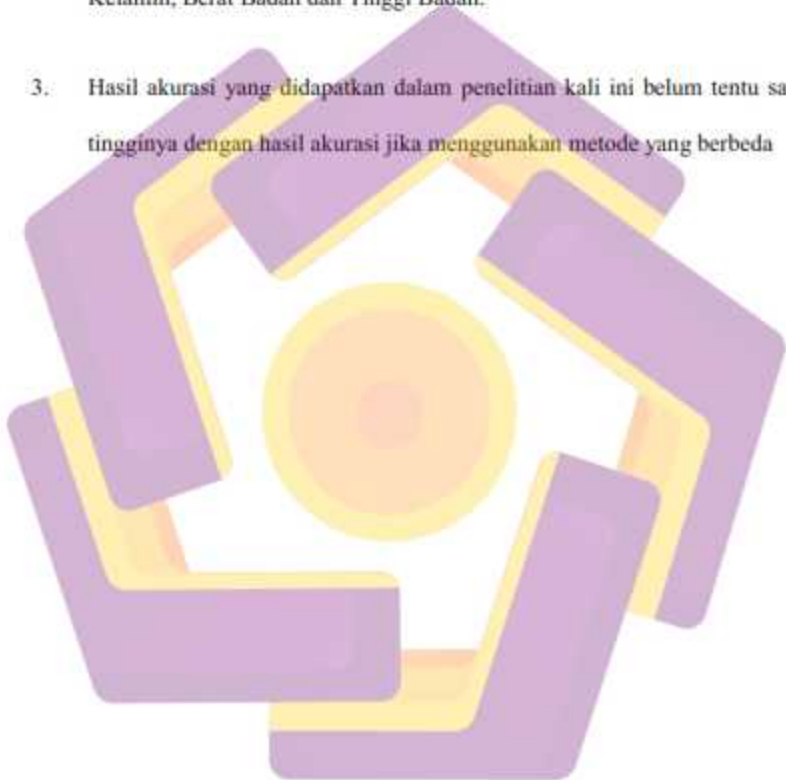 Kelamin, Berat Badan dan Tinggi Badan.
3. Hasil akurasi yang didapatkan dalam penelitian kali ini belum tentu sa
tingginya dengan hasil akurasi jika menggunakan metode yang berbeda